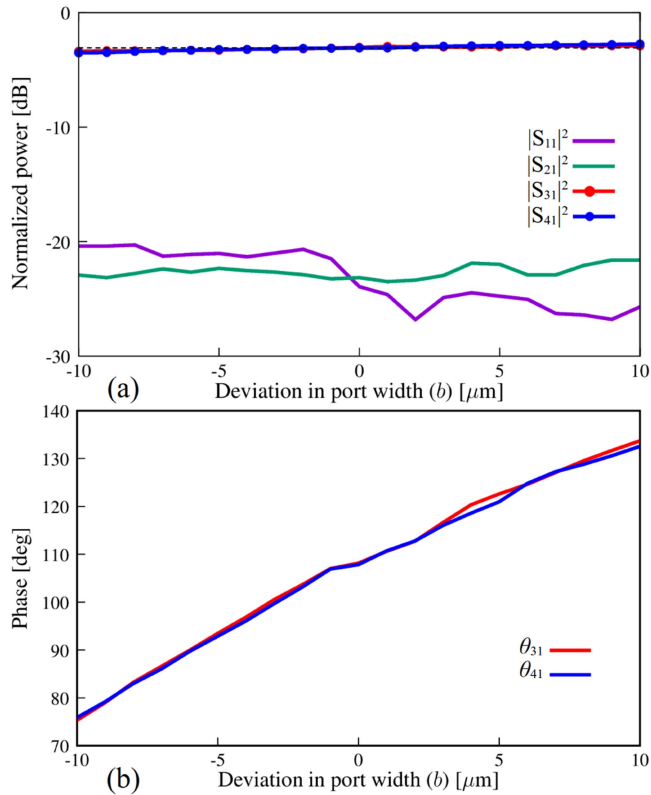 0
-10
-20
-30
Normalized power [dB]
|S11|²
|S21|²
|S31|²
|S41|²
-10 -5 0 5 10
(a) Deviation in port width (b) [μm]
140
130
120
110
100
90
80
70
Phase [deg]
θ31
θ41
-10 -5 0 5 10
(b) Deviation in port width (b) [μm]